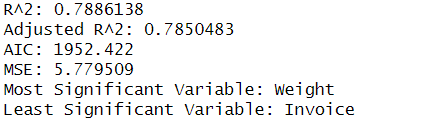 R^2: 0.7886138
Adjusted R^2: 0.7850483
AIC: 1952.422
MSE: 5.779509
Most Significant Variable: Weight
Least Significant Variable: Invoice